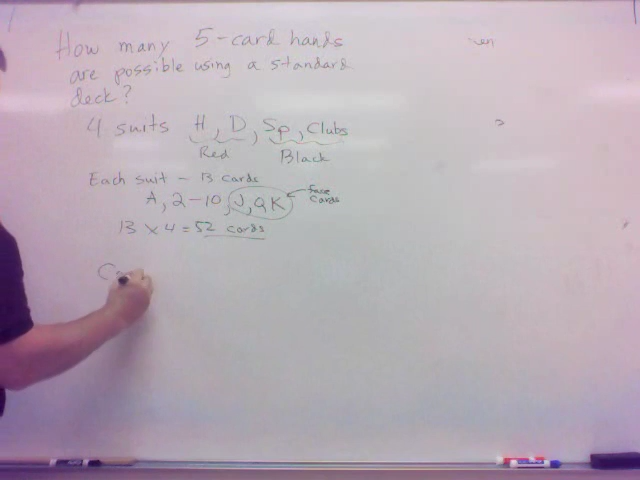 How many 5-card hands
are possible using a standard
deck?
4 suits H, D, Sp, Clubs
Red Black
Each suit - 13 cards
A, 2-10, J, Q K Face
cards
13 x 4 = 52 cards